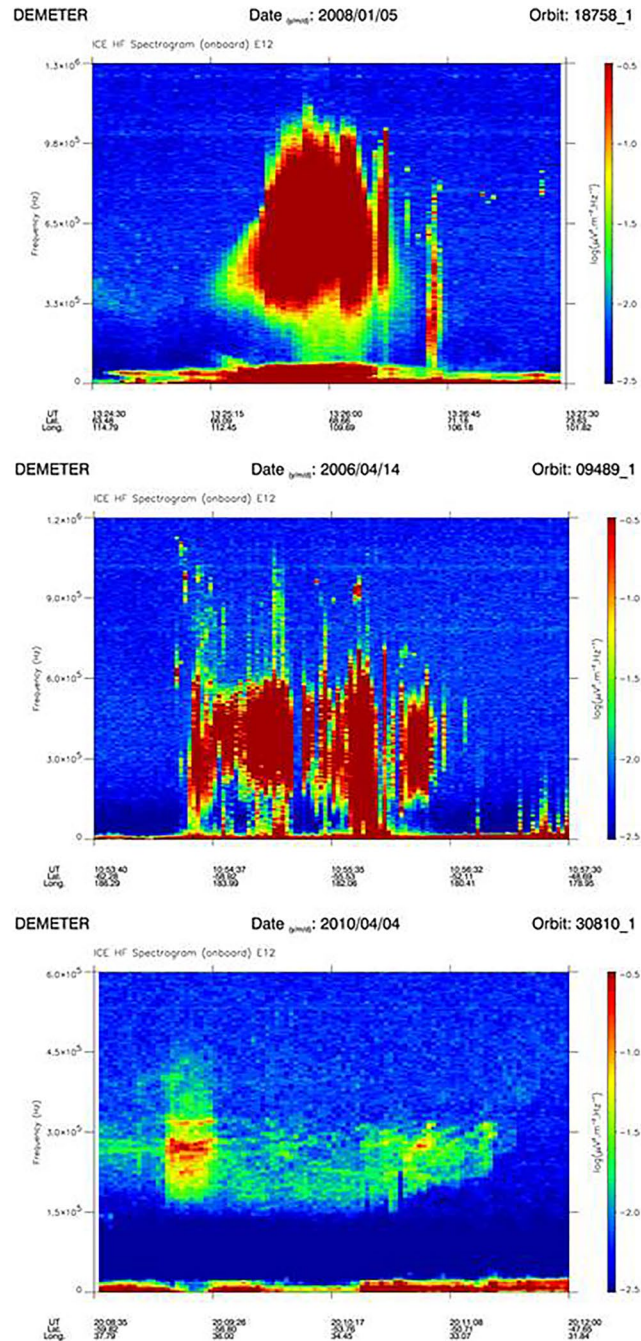 DEMETER Date (y/m/d): 2008/01/05 Orbit: 18758_1
ICE HF Spectrogram (onboard) E12
1.3×10⁶
9.8×10⁵
6.5×10⁵
3.3×10⁵
0
Frequency (Hz)
-0.5
-1.0
-1.5
-2.0
-2.5
UT 13:24:30 13:25:15 13:26:00 13:26:45 13:27:30
Lat.
Long. 114.79 112.45 109.69 106.18 101.82
DEMETER Date (y/m/d): 2006/04/14 Orbit: 09489_1
ICE HF Spectrogram (onboard) E12
1.2×10⁶
9.0×10⁵
6.0×10⁵
3.0×10⁵
0
Frequency (Hz)
-0.5
-1.0
-1.5
-2.0
-2.5
UT 10:53:40 10:54:37 10:55:35 10:56:32 10:57:30
Lat.
Long. 186.29 183.99 182.06 180.41 178.95
DEMETER Date (y/m/d): 2010/04/04 Orbit: 30810_1
ICE HF Spectrogram (onboard) E12
6.0×10⁵
4.5×10⁵
3.0×10⁵
1.5×10⁵
0
Frequency (Hz)
-0.5
-1.0
-1.5
-2.0
-2.5
UT 20:08:35 20:09:26 20:10:17 20:11:08 20:12:00
Lat.
Long. 37.79 36.00 34.45 33.07 31.84